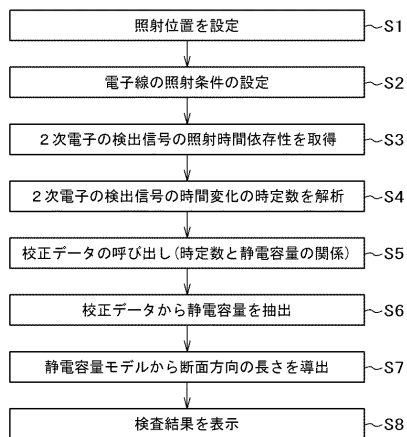 照射位置を設定 S1
電子線の照射条件の設定 S2
２次電子の検出信号の照射時間依存性を取得 S3
２次電子の検出信号の時間変化の時定数を解析 S4
校正データの呼び出し(時定数と静電容量の関係) S5
校正データから静電容量を抽出 S6
静電容量モデルから断面方向の長さを導出 S7
検査結果を表示 S8